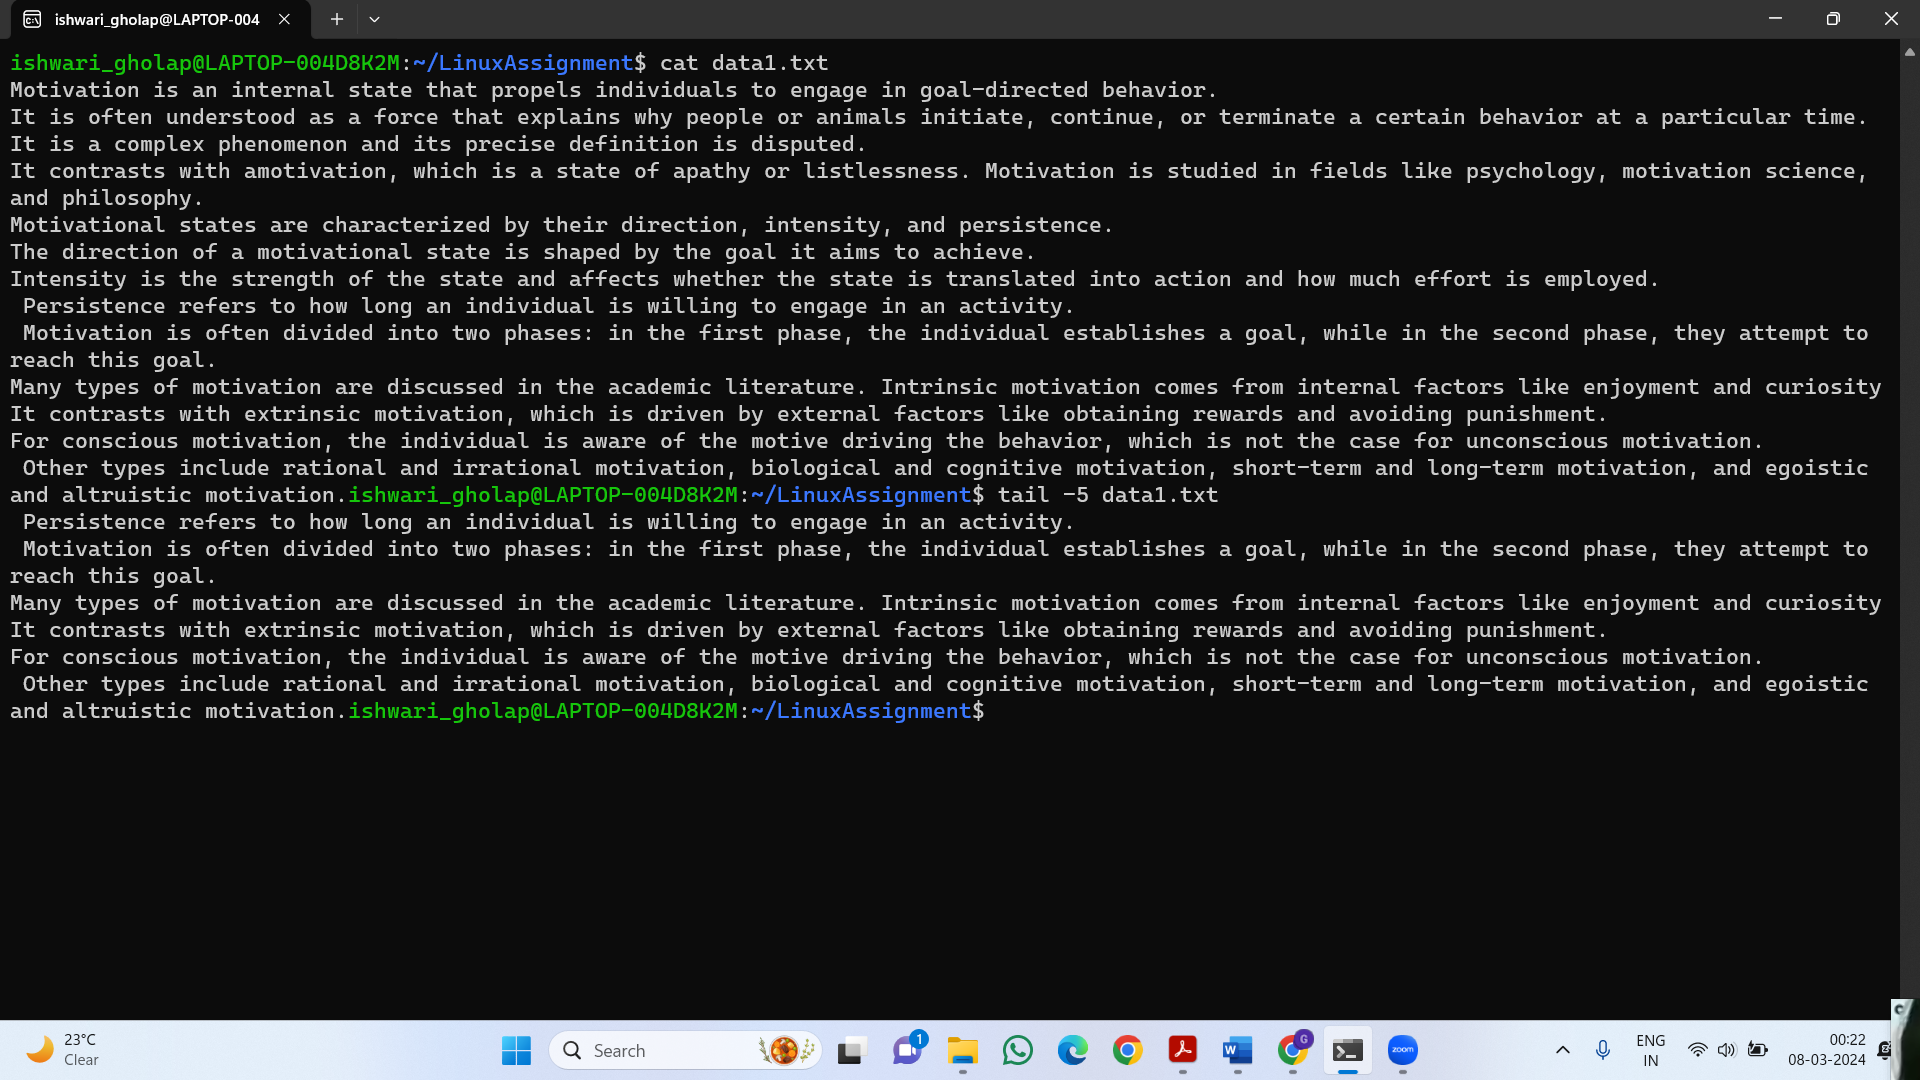 ishwari_gholap@LAPTOP-004
ishwari_gholap@LAPTOP-004D8K2M:~/LinuxAssignment$ cat data1.txt
Motivation is an internal state that propels individuals to engage in goal-directed behavior.
It is often understood as a force that explains why people or animals initiate, continue, or terminate a certain behavior at a particular time.
It is a complex phenomenon and its precise definition is disputed.
It contrasts with amotivation, which is a state of apathy or listlessness. Motivation is studied in fields like psychology, motivation science,
and philosophy.
Motivational states are characterized by their direction, intensity, and persistence.
The direction of a motivational state is shaped by the goal it aims to achieve.
Intensity is the strength of the state and affects whether the state is translated into action and how much effort is employed.
 Persistence refers to how long an individual is willing to engage in an activity.
 Motivation is often divided into two phases: in the first phase, the individual establishes a goal, while in the second phase, they attempt to
reach this goal.
Many types of motivation are discussed in the academic literature. Intrinsic motivation comes from internal factors like enjoyment and curiosity
It contrasts with extrinsic motivation, which is driven by external factors like obtaining rewards and avoiding punishment.
For conscious motivation, the individual is aware of the motive driving the behavior, which is not the case for unconscious motivation.
 Other types include rational and irrational motivation, biological and cognitive motivation, short-term and long-term motivation, and egoistic
and altruistic motivation.ishwari_gholap@LAPTOP-004D8K2M:~/LinuxAssignment$ tail -5 data1.txt
 Persistence refers to how long an individual is willing to engage in an activity.
 Motivation is often divided into two phases: in the first phase, the individual establishes a goal, while in the second phase, they attempt to
reach this goal.
Many types of motivation are discussed in the academic literature. Intrinsic motivation comes from internal factors like enjoyment and curiosity
It contrasts with extrinsic motivation, which is driven by external factors like obtaining rewards and avoiding punishment.
For conscious motivation, the individual is aware of the motive driving the behavior, which is not the case for unconscious motivation.
 Other types include rational and irrational motivation, biological and cognitive motivation, short-term and long-term motivation, and egoistic
and altruistic motivation.ishwari_gholap@LAPTOP-004D8K2M:~/LinuxAssignment$
23°C
Clear
Search
1
W
G
zoom
ENG
IN
00:22
08-03-2024